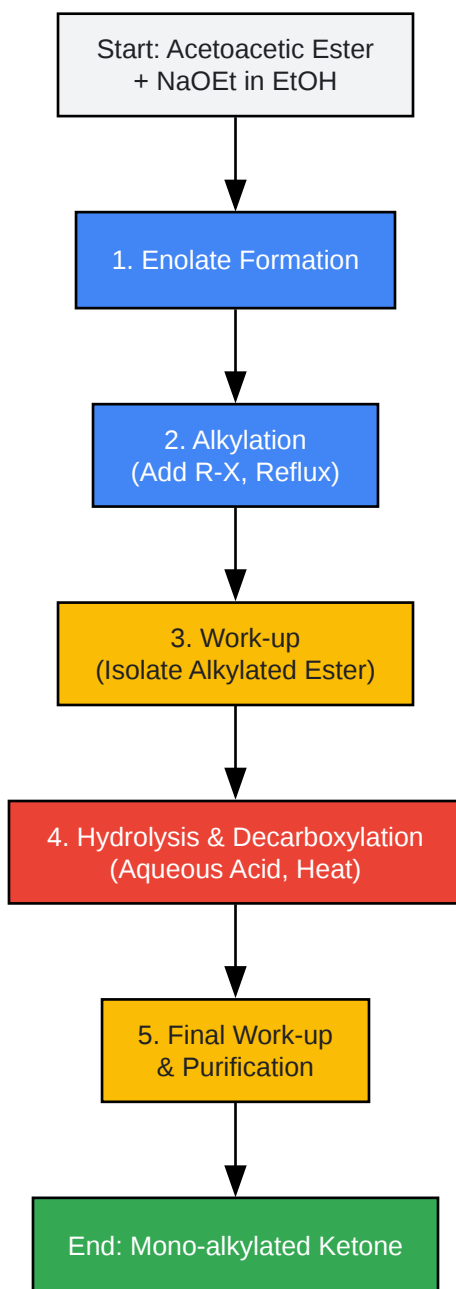 Start: Acetoacetic Ester
+ NaOEt in EtOH
1. Enolate Formation
2. Alkylation
(Add R-X, Reflux)
3. Work-up
(Isolate Alkylated Ester)
4. Hydrolysis & Decarboxylation
(Aqueous Acid, Heat)
5. Final Work-up
& Purification
End: Mono-alkylated Ketone